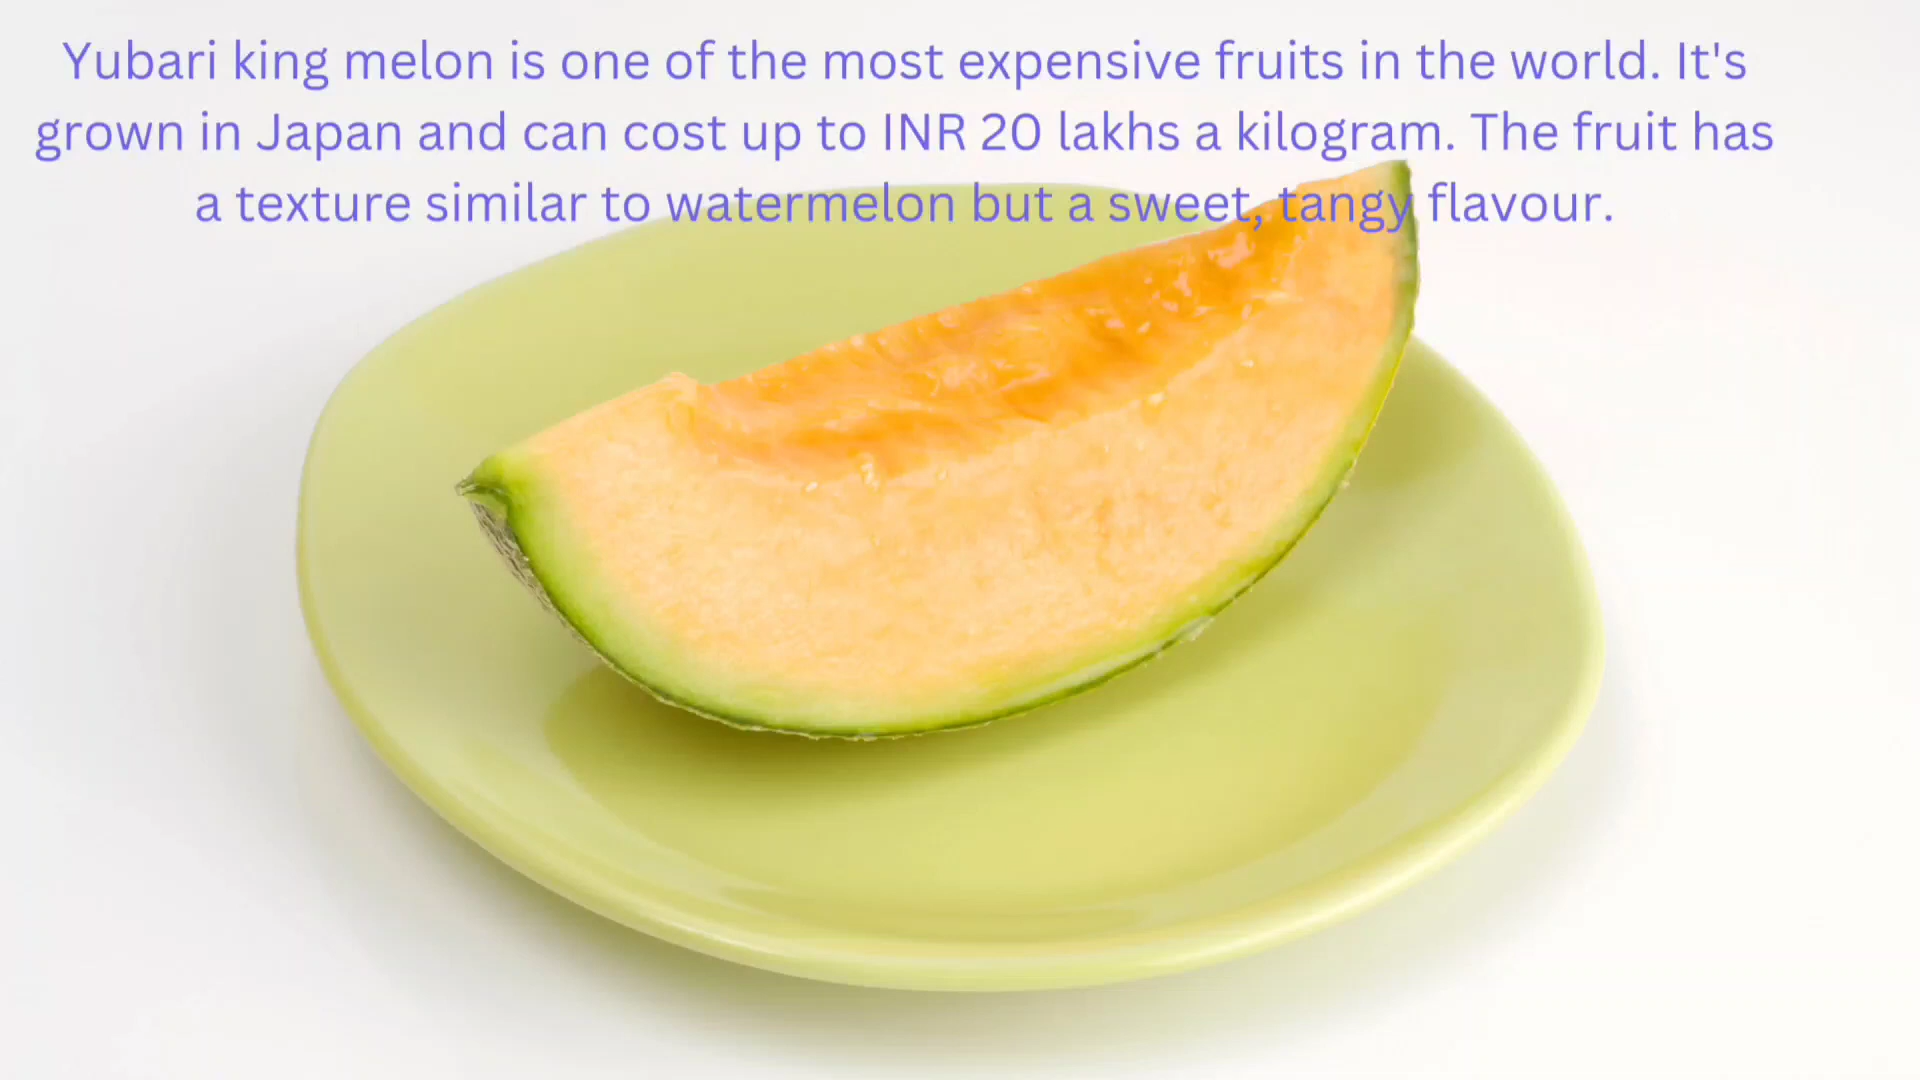 Yubari king melon is one of the most expensive fruits in the world. It's
grown in Japan and can cost up to INR 20 lakhs a kilogram. The fruit has
a texture similar to watermelon but a sweet, tangy flavour.